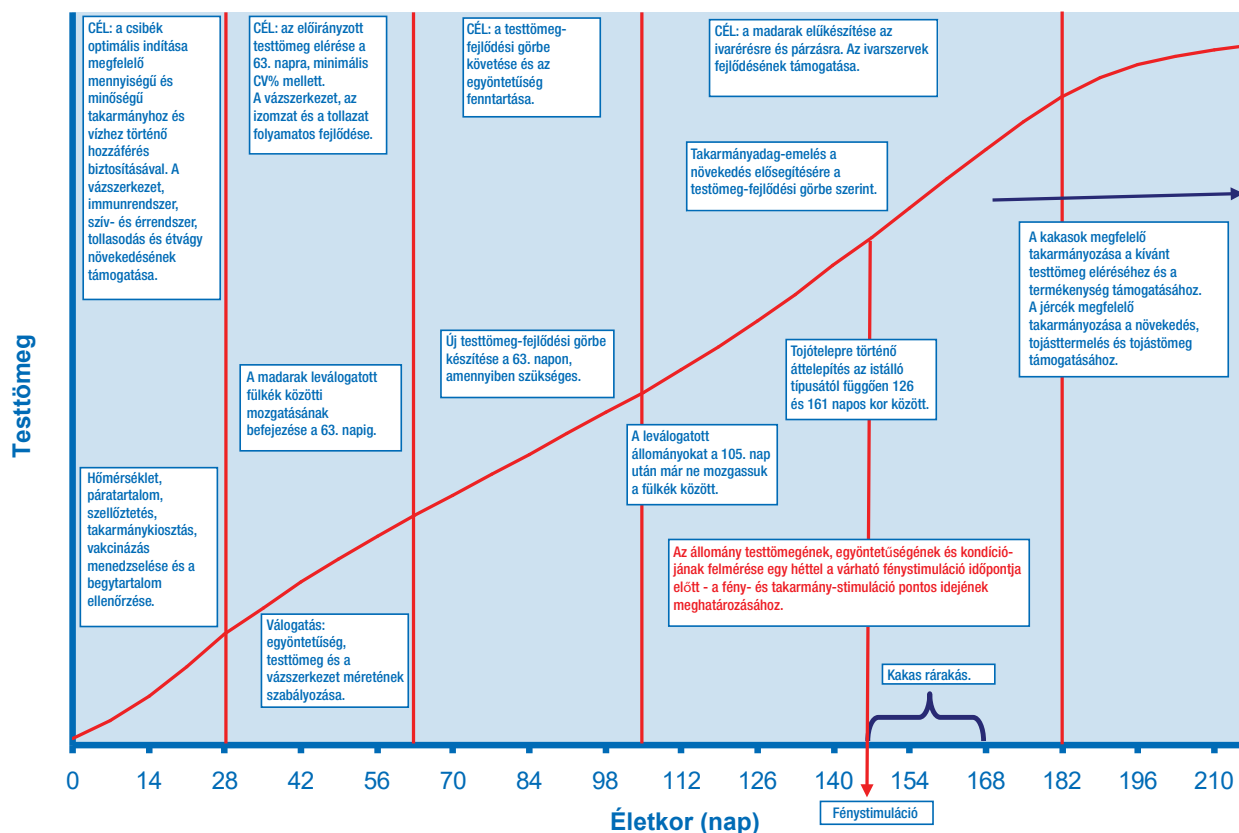 CÉL: a csibék
optimális indítása
megfelelő
mennyiségű és
minőségű
takarmányhoz és
vízhez történő
hozzáférés
biztosításával. A
vázszerkezet,
immunrendszer,
szív- és érrendszer,
tollasodás és étvágy
növekedésének
támogatása.
CÉL: az előirányzott
testtömeg elérése a
63. napra, minimális
CV% mellett.
A vázszerkezet, az
izomzat és a tollazat
folyamatos fejlődése.
CÉL: a testtömeg-
fejlődési görbe
követése és az
egyöntetűség
fenntartása.
CÉL: a madarak elűkészítése az
ivarérésre és párzásra. Az ivarszervek
fejlődésének támogatása.
Takarmányadag-emelés a
növekedés elősegítésére a
testömeg-fejlődési görbe szerint.
A kakasok megfelelő
takarmányozása a kívánt
testtömeg eléréséhez és a
termékenység támogatásához.
A jércék megfelelő
takarmányozása a növekedés,
tojásttermelés és tojástömeg
támogatásához.
Új testtömeg-fejlődési görbe
készítése a 63. napon,
amennyiben szükséges.
Tojótelepre történő
áttelepítés az istálló
típusától függően 126
és 161 napos kor között.
A madarak leválogatott
fülkék közötti
mozgatásának
befejezése a 63. napig.
A leválogatott
állományokat a 105. nap
után már ne mozgassuk
a fülkék között.
Hőmérséklet,
páratartalom,
szellőztetés,
takarmánykiosztás,
vakcinázás
menedzselése és a
begytartalom
ellenőrzése.
Az állomány testtömegének, egyöntetűségének és kondíció-
jának felmérése egy héttel a várható fénystimuláció időpontja
előtt - a fény- és takarmány-stimuláció pontos idejének
meghatározásához.
Válogatás:
egyöntetűség,
testtömeg és a
vázszerkezet méretének
szabályozása.
Kakas rárakás.
Testtömeg
0 14 28 42 56 70 84 98 112 126 140 154 168 182 196 210
Életkor (nap)
Fénystimuláció